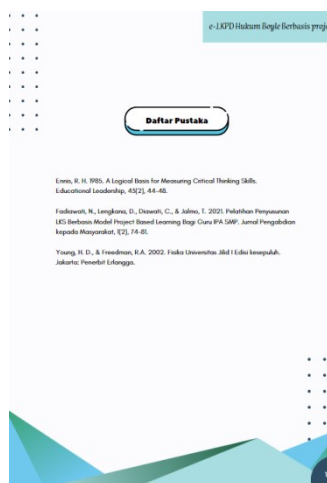 e-LKPD Hukum Boyle Berbasis proje
Daftar Pustaka
Ennis, R. H. 1985. A Logical Basis for Measuring Critical Thinking Skills.
Educational Leadership, 43(2), 44-48.
Fadiawati, N., Lengkana, D., Diawati, C., & Jalmo, T. 2021. Pelatihan Penyusunan
LKS Berbasis Model Project Based Learning Bagi Guru IPA SMP. Jurnal Pengabdian
kepada Masyarakat, 1(2), 74-81.
Young, H. D., & Freedman, R.A. 2002. Fisika Universitas Jilid I Edisi kesepuluh.
Jakarta: Penerbit Erlangga.